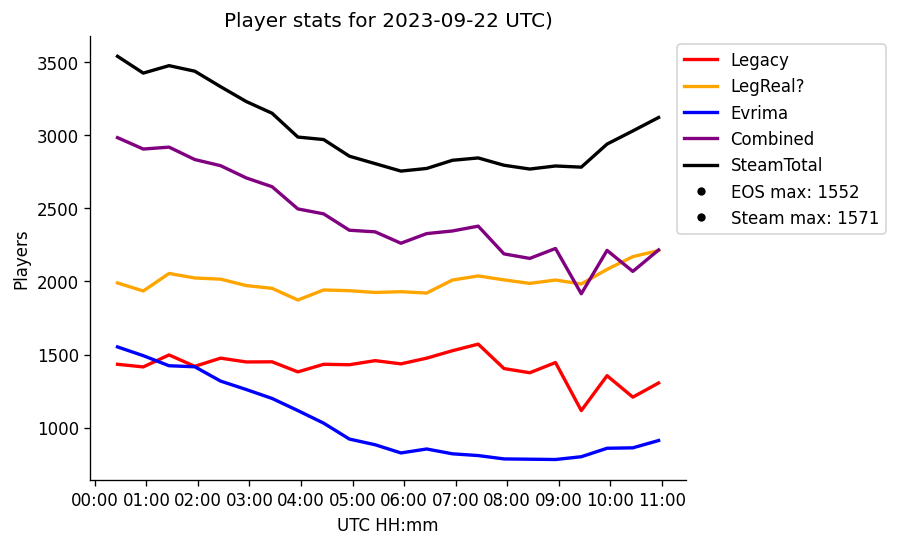 Player stats for 2023-09-22 UTC)
3500
3000
2500
2000
1500
1000
Players
00:00 01:00 02:00 03:00 04:00 05:00 06:00 07:00 08:00 09:00 10:00 11:00
UTC HH:mm
Legacy
LegReal?
Evrima
Combined
SteamTotal
EOS max: 1552
Steam max: 1571